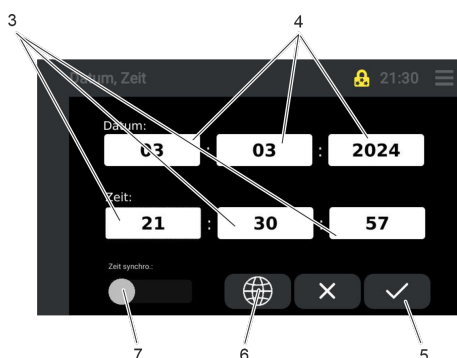 3 4
Datum, Zeit 21:30
Datum:
03 : 03 : 2024
Zeit:
21 : 30 : 57
Zeit synchro.:
7 6 5